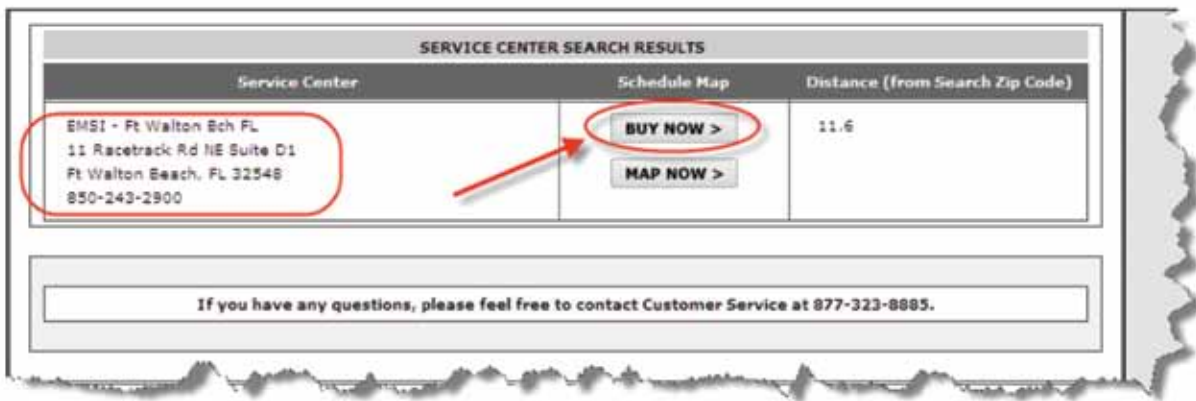 SERVICE CENTER SEARCH RESULTS
Service Center Schedule Map Distance (from Search Zip Code)
EMSI - Ft Walton Bch FL
11 Racetrack Rd NE Suite D1
Ft Walton Beach, FL 32548
850-243-2900
BUY NOW >
MAP NOW >
11.6
If you have any questions, please feel free to contact Customer Service at 877-323-8885.